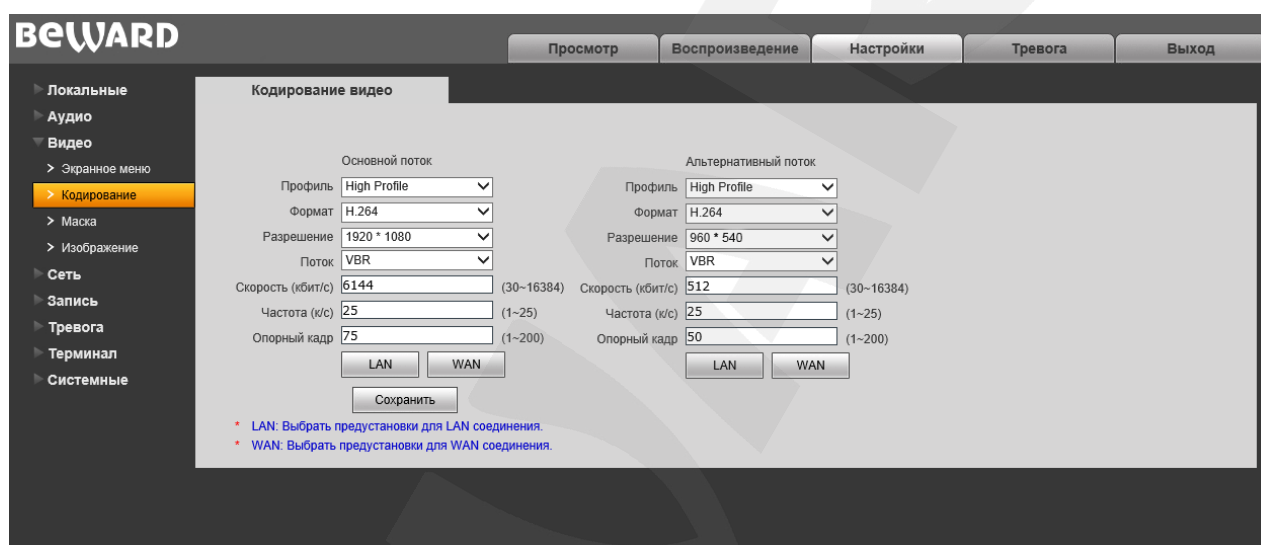 BEWARD
Просмотр Воспроизведение Настройки Тревога Выход
Локальные
Аудио
Видео
> Экранное меню
> Кодирование
> Маска
> Изображение
Сеть
Запись
Тревога
Терминал
Системные
Кодирование видео
Основной поток
Профиль High Profile
Формат H.264
Разрешение 1920 * 1080
Поток VBR
Скорость (кбит/с) 6144 (30~16384)
Частота (к/с) 25 (1~25)
Опорный кадр 75 (1~200)
LAN WAN
Альтернативный поток
Профиль High Profile
Формат H.264
Разрешение 960 * 540
Поток VBR
Скорость (кбит/с) 512 (30~16384)
Частота (к/с) 25 (1~25)
Опорный кадр 50 (1~200)
LAN WAN
Сохранить
* LAN: Выбрать предустановки для LAN соединения.
* WAN: Выбрать предустановки для WAN соединения.